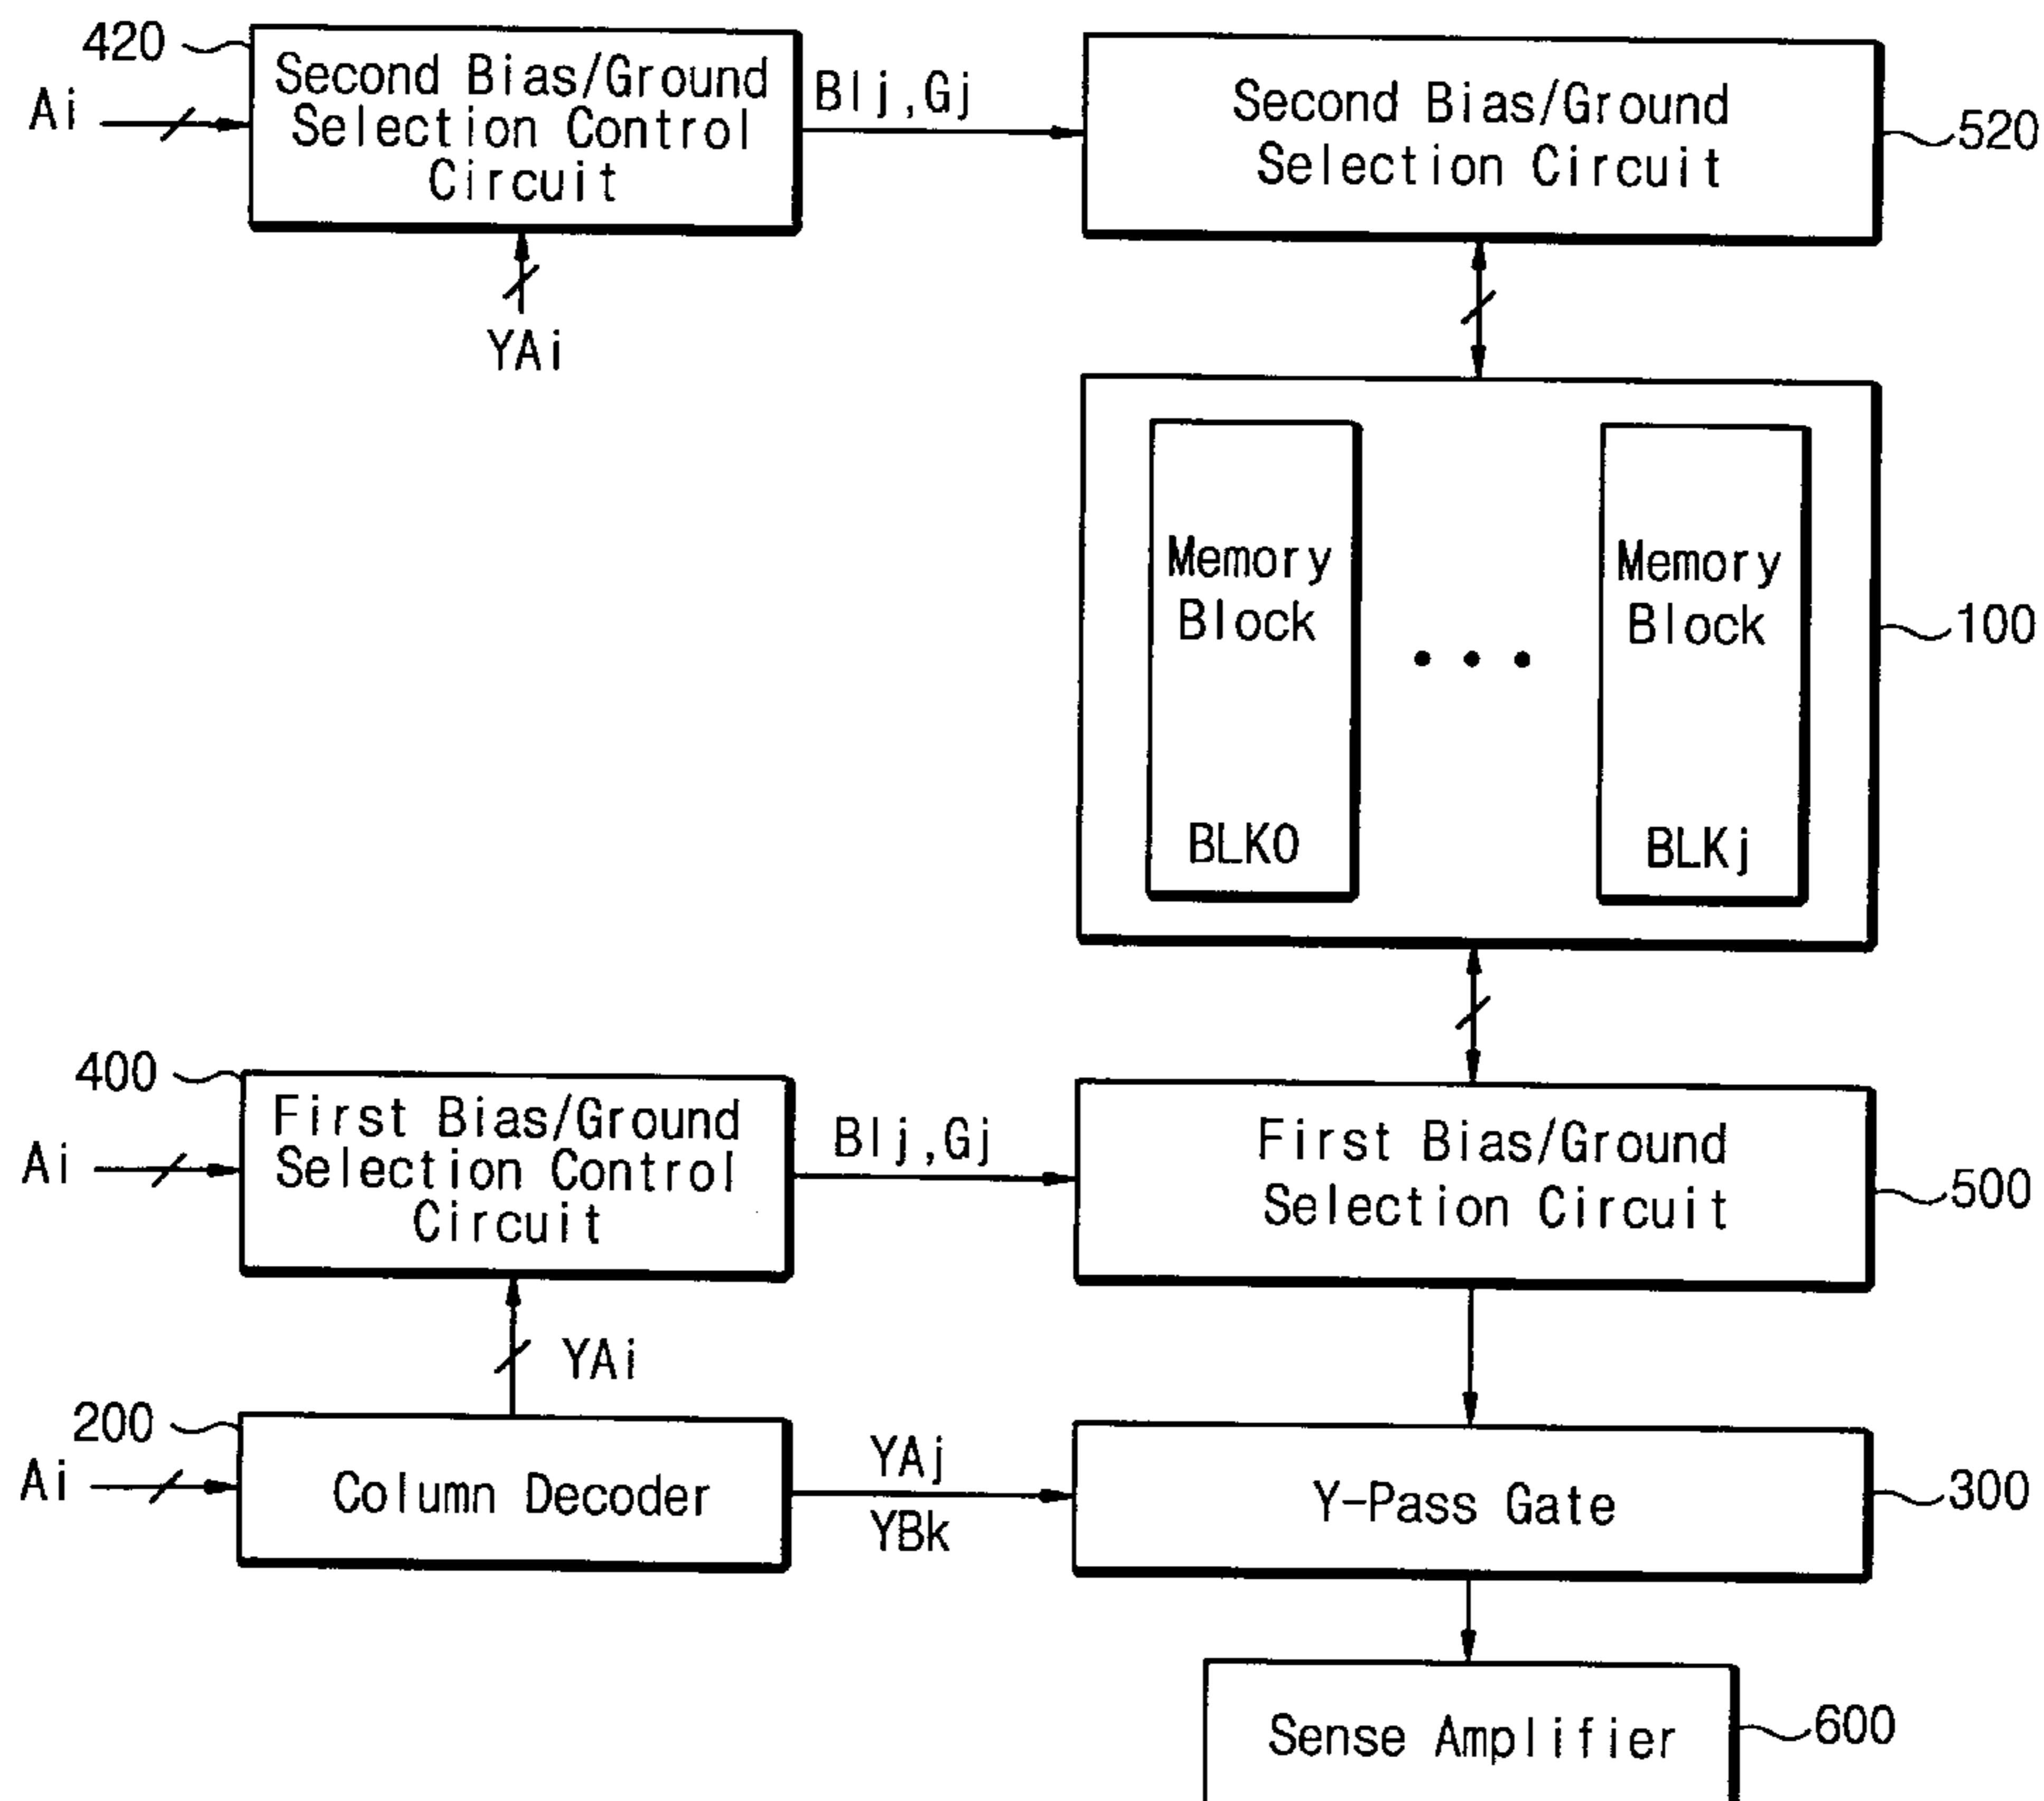 420
Second Bias/Ground
Selection Control
Circuit
Ai
BIj,Gj
Second Bias/Ground
Selection Circuit
520
YAi
Memory
Block
BLK0
Memory
Block
BLKj
100
400
First Bias/Ground
Selection Control
Circuit
Ai
BIj,Gj
First Bias/Ground
Selection Circuit
500
YAi
200
Ai
Column Decoder
YAj
YBk
Y-Pass Gate
300
Sense Amplifier
600